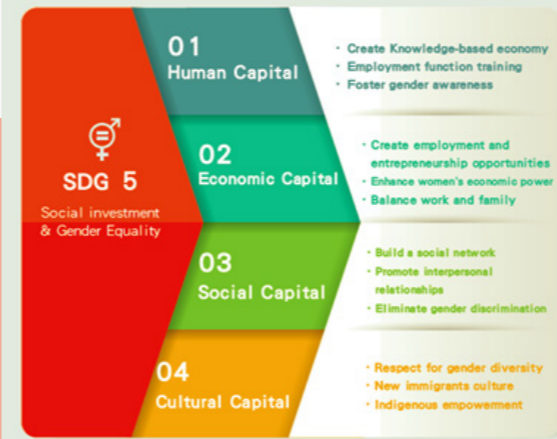 SDG 5
Social investment
& Gender Equality
01
Human Capital
· Create Knowledge-based economy
· Employment function training
· Foster gender awareness
02
Economic Capital
· Create employment and
entrepreneurship opportunities
· Enhance women's economic power
· Balance work and family
03
Social Capital
· Build a social network
· Promote interpersonal
relationships
· Eliminate gender discrimination
04
Cultural Capital
· Respect for gender diversity
· New immigrants culture
· Indigenous empowerment